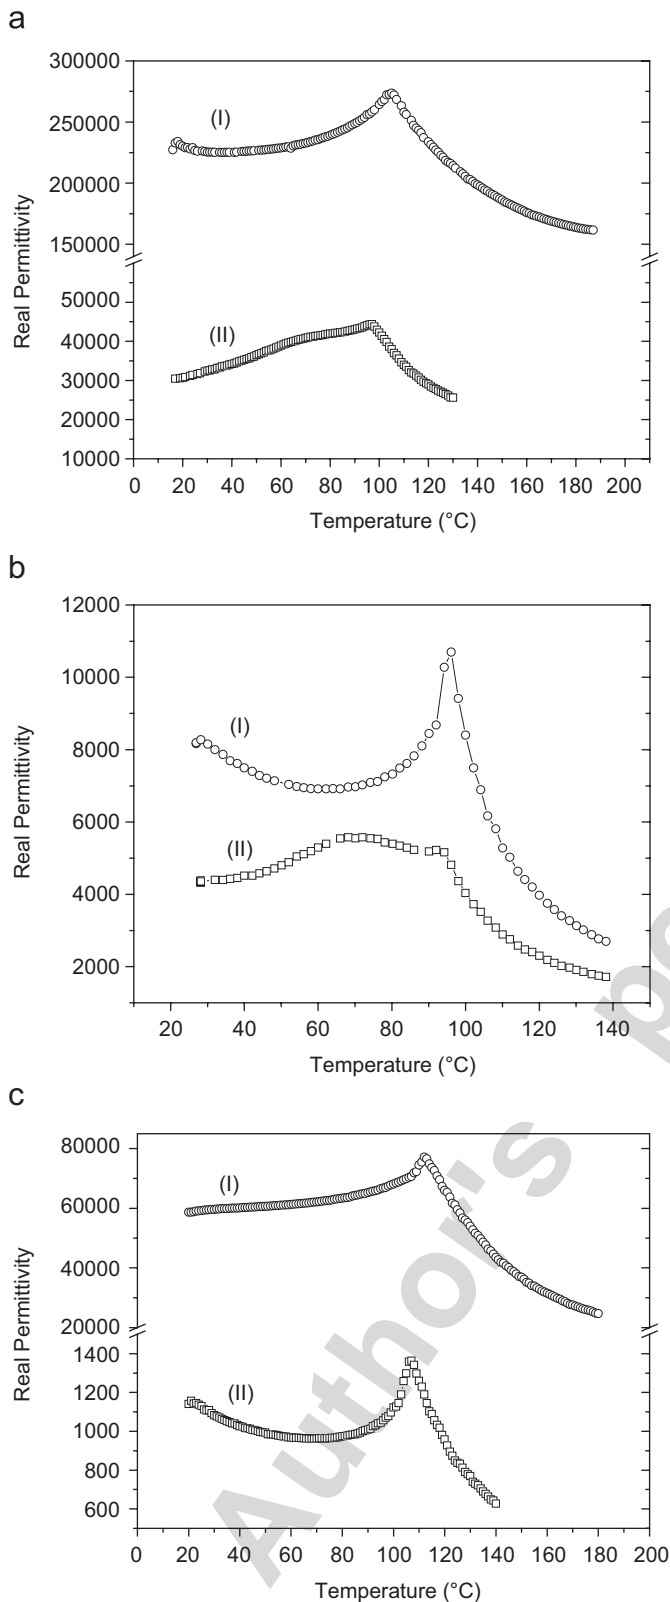 a
300000
250000
200000
150000
50000
40000
30000
20000
10000
(I)
(II)
Real Permittivity
0 20 40 60 80 100 120 140 160 180 200
Temperature (°C)
b
12000
10000
8000
6000
4000
2000
(I)
(II)
Real Permittivity
20 40 60 80 100 120 140
Temperature (°C)
c
80000
60000
40000
20000
1400
1200
1000
800
600
(I)
(II)
Real Permittivity
0 20 40 60 80 100 120 140 160 180 200
Temperature (°C)
Author's